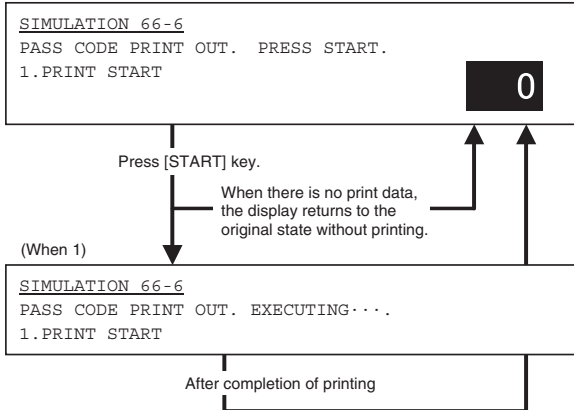 SIMULATION 66-6
PASS CODE PRINT OUT. PRESS START.
1.PRINT START
0
Press [START] key.
When there is no print data,
the display returns to the
original state without printing.
(When 1)
SIMULATION 66-6
PASS CODE PRINT OUT. EXECUTING···.
1.PRINT START
After completion of printing